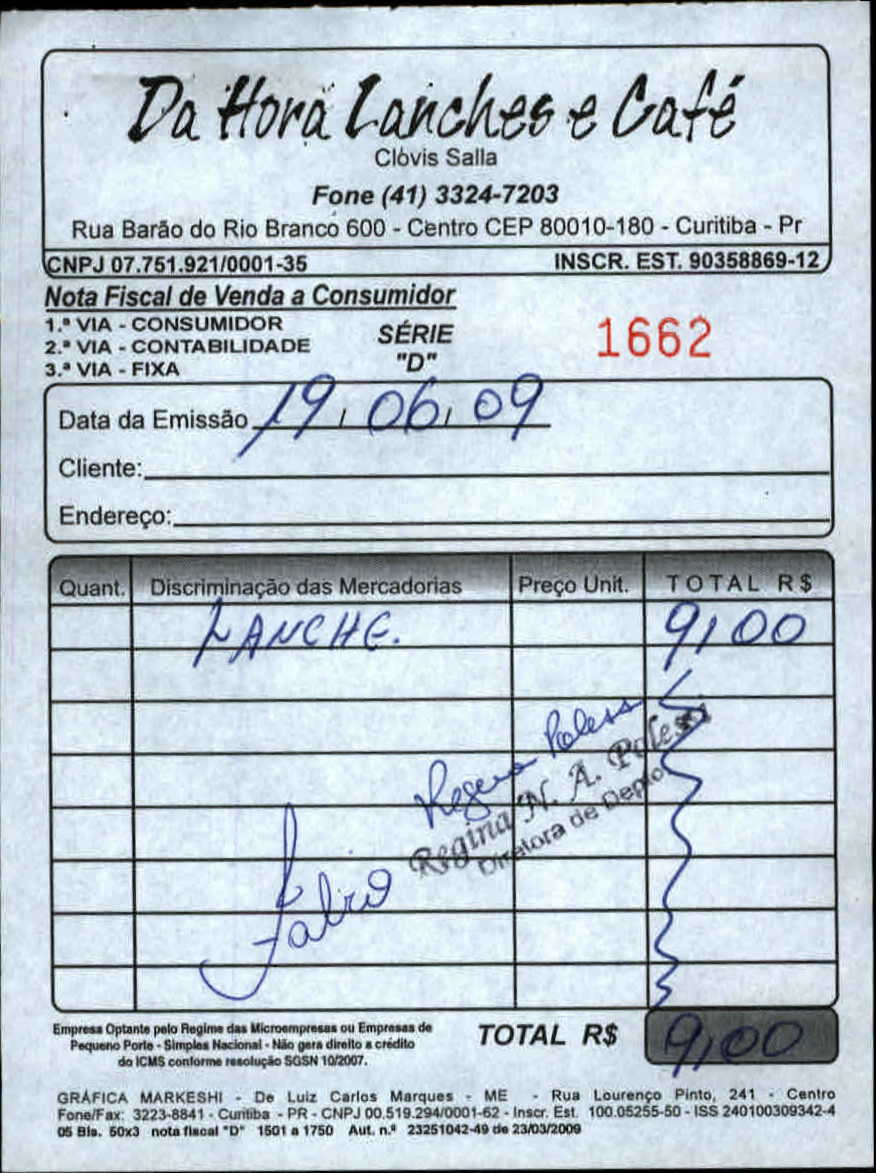 Da Hora Lanches e Café
Clóvis Salla
Fone (41) 3324-7203
Rua Barão do Rio Branco 600 - Centro CEP 80010-180 - Curitiba - Pr
CNPJ 07.751.921/0001-35 INSCR. EST. 90358869-12
Nota Fiscal de Venda a Consumidor
1.ª VIA - CONSUMIDOR
2.ª VIA - CONTABILIDADE
3.ª VIA - FIXA
SÉRIE
"D"
1662
Data da Emissão 19 / 06 / 09
Cliente:
Endereço:
Quant. Discriminação das Mercadorias Preço Unit. TOTAL R$
LANCHE. 9,00
Regina N. A. Polessi
Diretora de Depto
Fabio
Empresa Optante pelo Regime das Microempresas ou Empresas de
Pequeno Porte - Simples Nacional - Não gera direito a crédito
do ICMS conforme resolução SGSN 10/2007.
TOTAL R$ 9,00
GRÁFICA MARKESHI - De Luiz Carlos Marques - ME - Rua Lourenço Pinto, 241 - Centro
Fone/Fax: 3223-8841 - Curitiba - PR - CNPJ 00.519.294/0001-62 - Inscr. Est. 100.05255-50 - ISS 240100309342-4
05 Bls. 50x3 nota fiscal "D" 1501 a 1750 Aut. n.º 23251042-49 de 23/03/2009